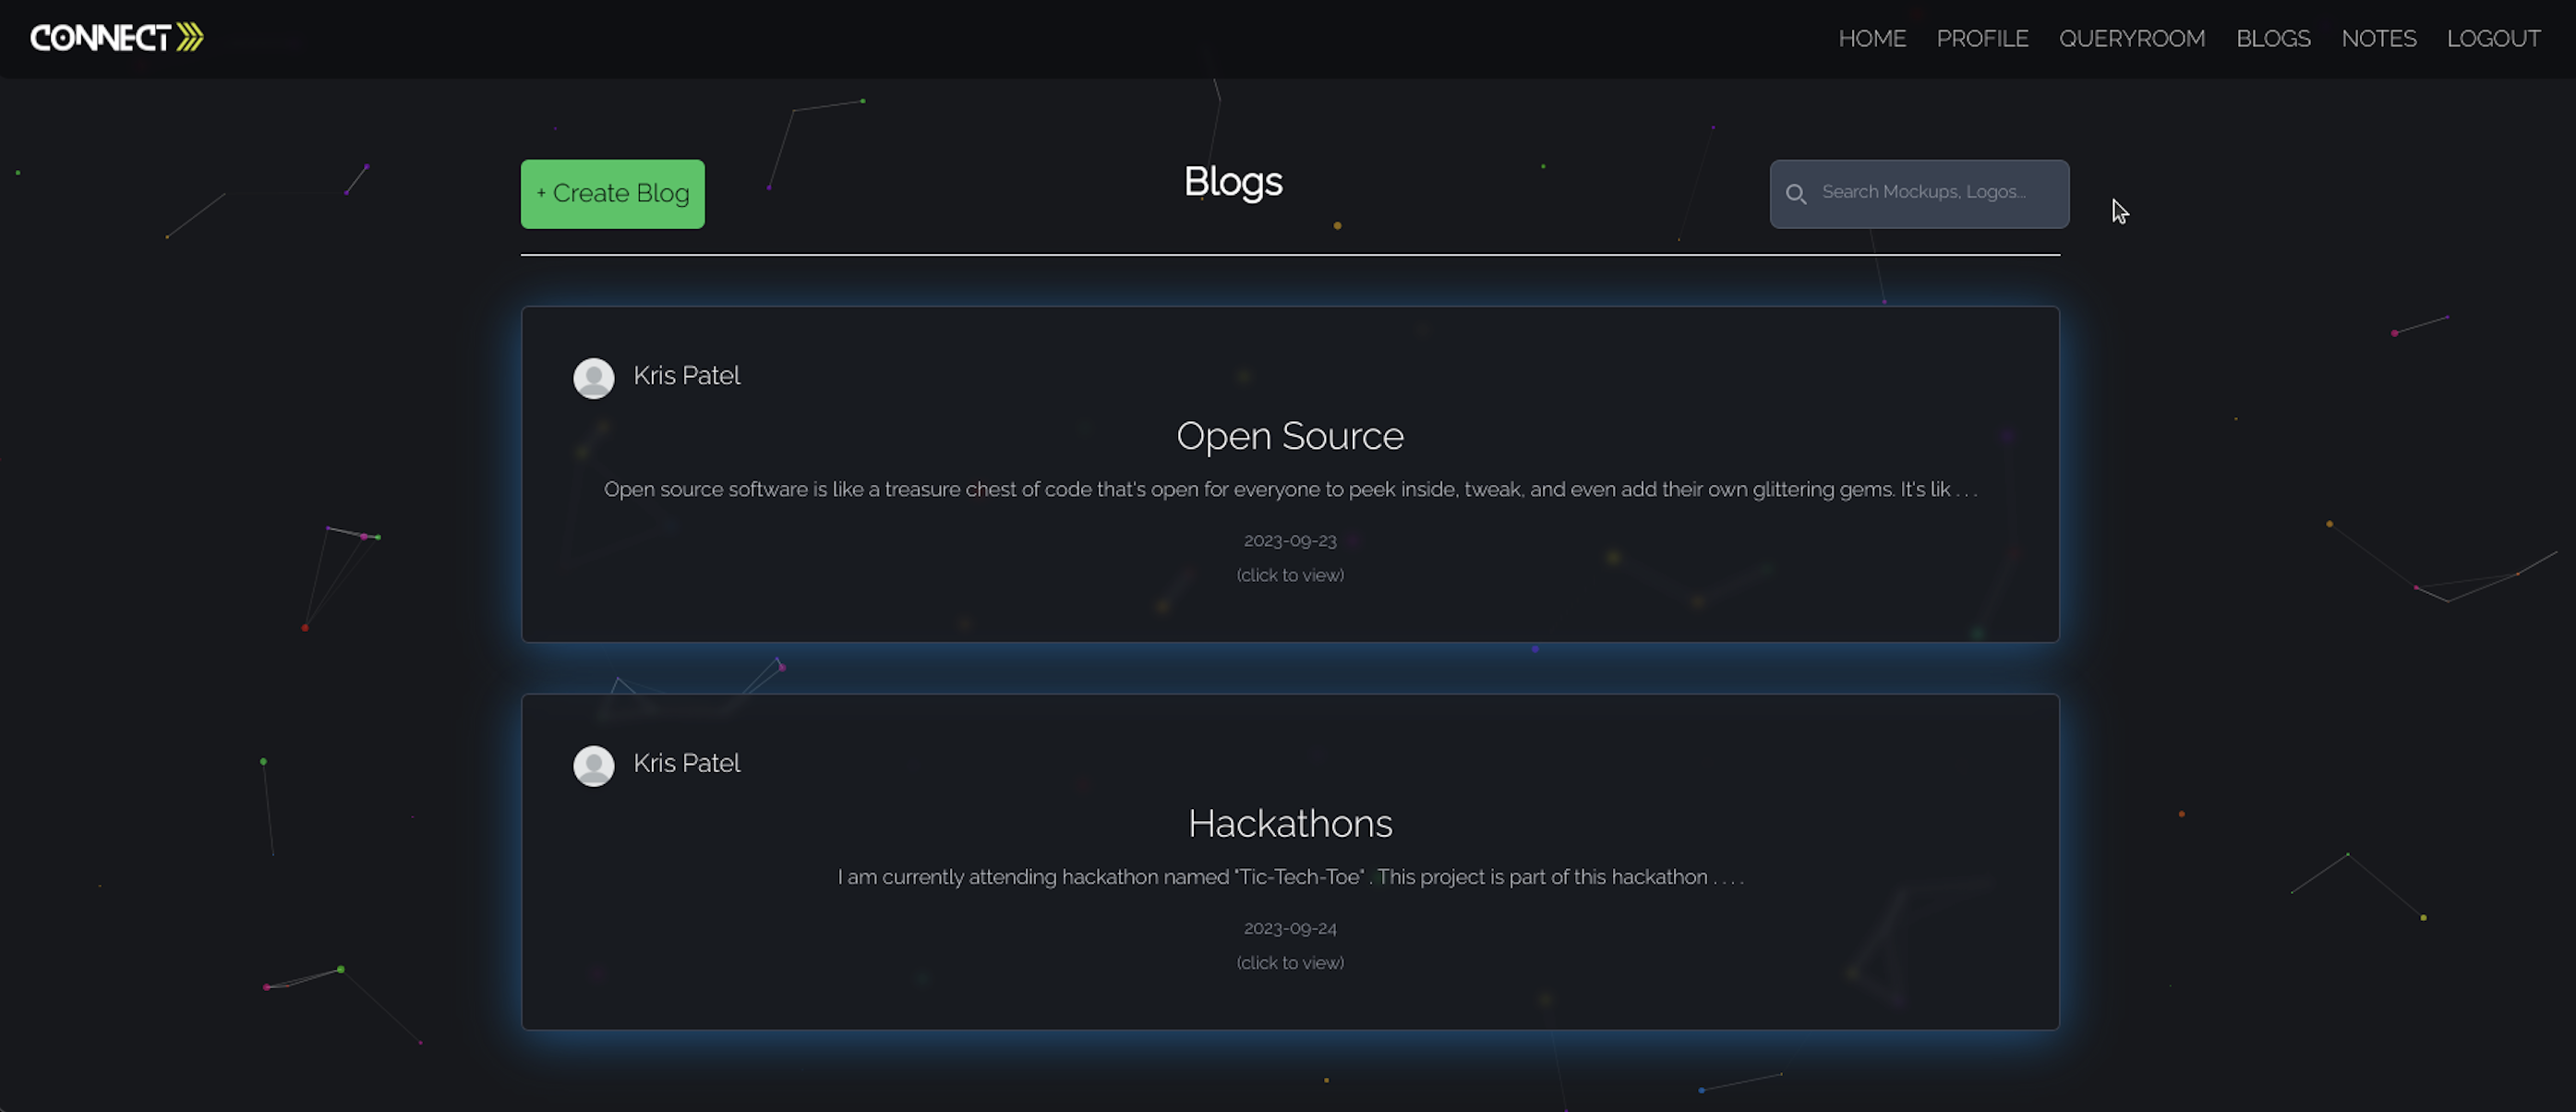 CONNECT
HOME PROFILE QUERYROOM BLOGS NOTES LOGOUT
+ Create Blog
Blogs
Search Mockups, Logos...
Kris Patel
Open Source
Open source software is like a treasure chest of code that's open for everyone to peek inside, tweak, and even add their own glittering gems. It's lik . . .
2023-09-23
(click to view)
Kris Patel
Hackathons
I am currently attending hackathon named "Tic-Tech-Toe" . This project is part of this hackathon . . . .
2023-09-24
(click to view)